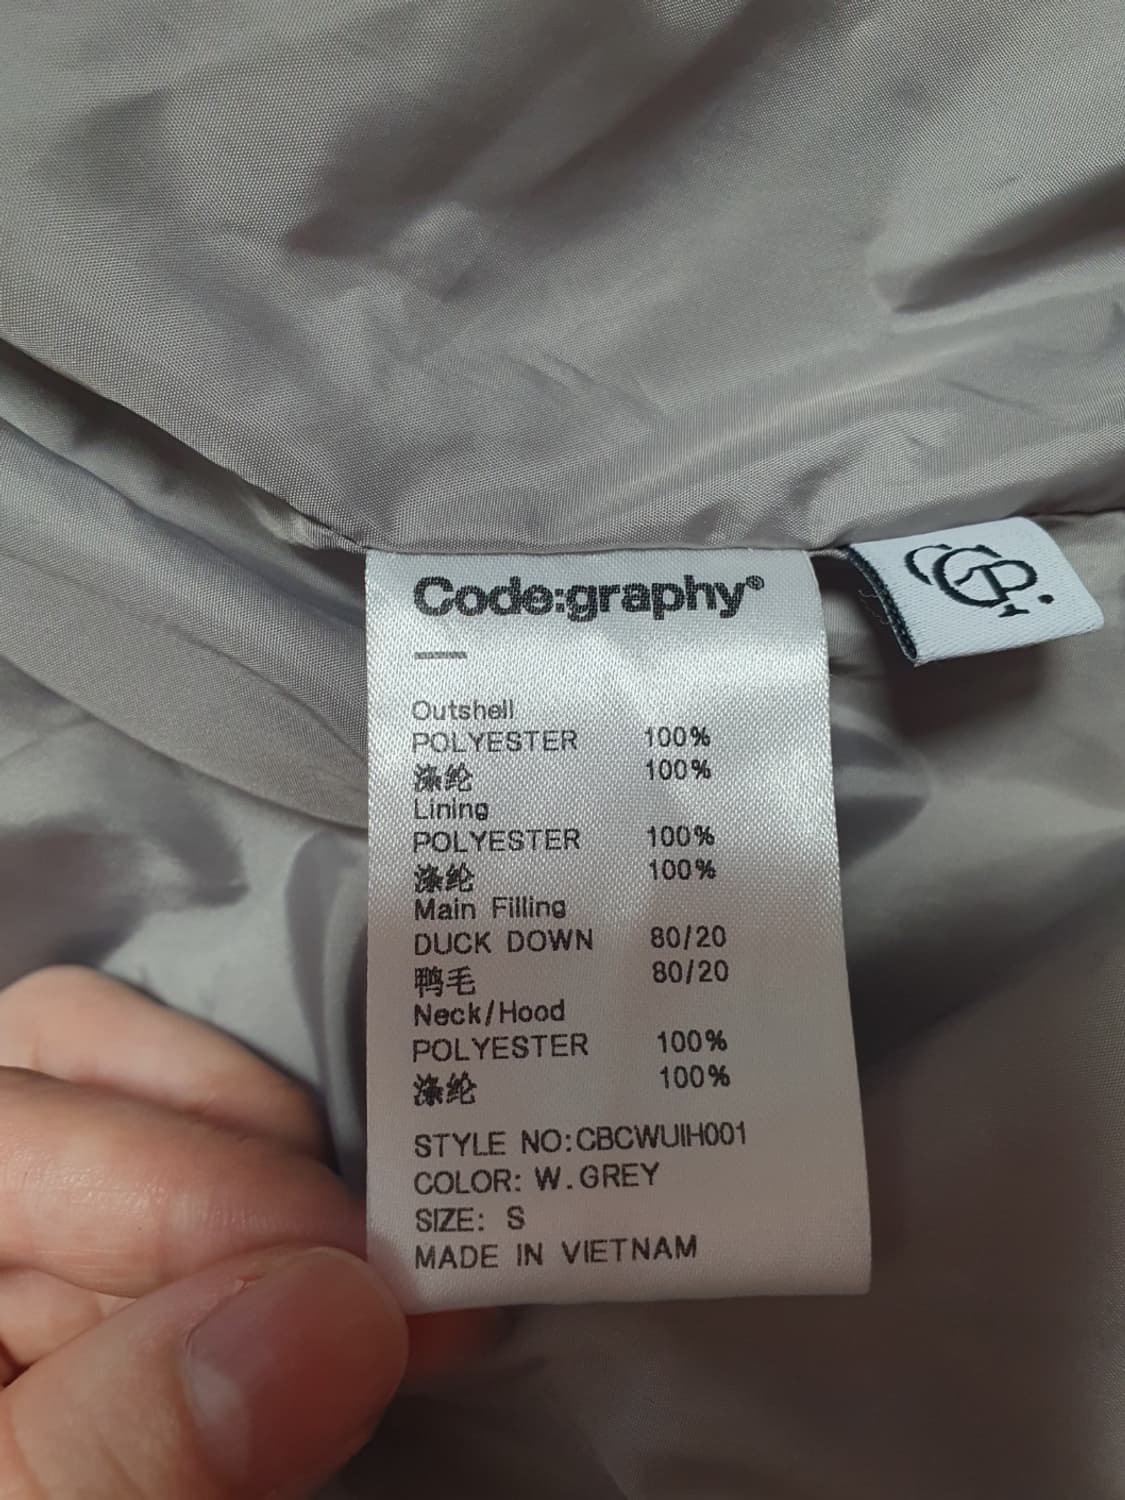 Code:graphy®
CGP.
Outshell
POLYESTER 100%
涤纶 100%
Lining
POLYESTER 100%
涤纶 100%
Main Filling
DUCK DOWN 80/20
鸭毛 80/20
Neck/Hood
POLYESTER 100%
涤纶 100%
STYLE NO:CBCWUIH001
COLOR: W.GREY
SIZE: S
MADE IN VIETNAM